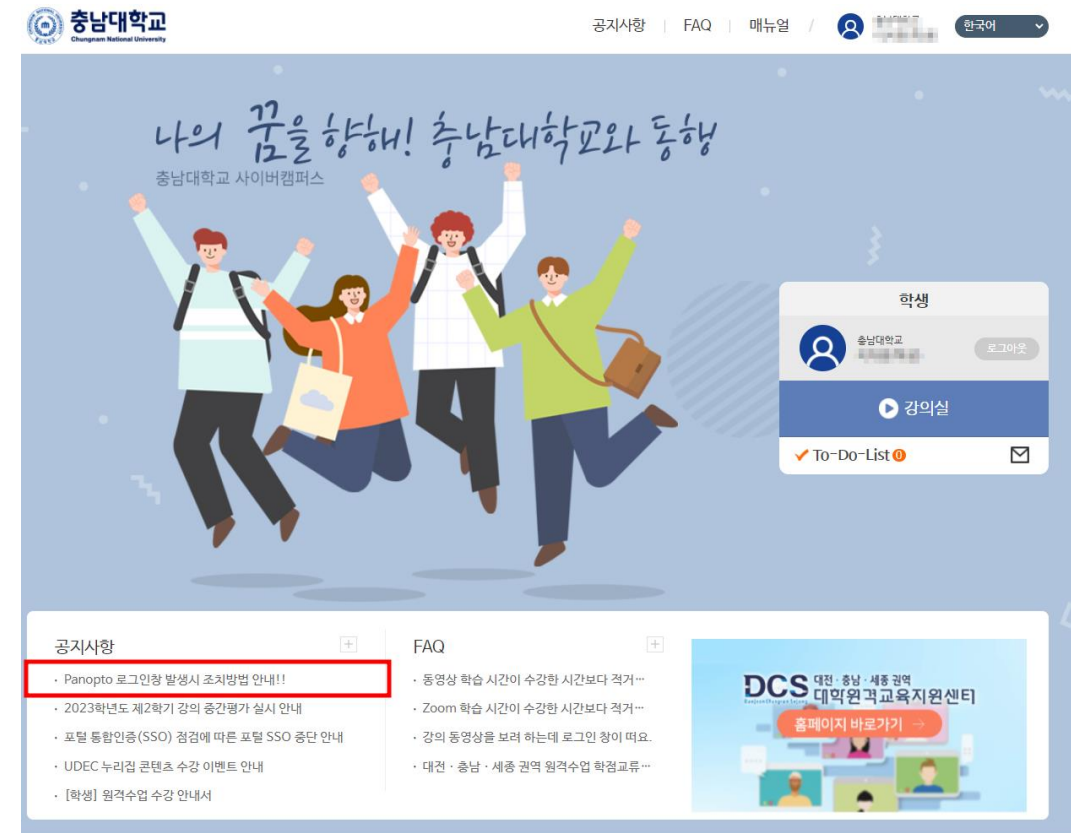 충남대학교
Chungnam National University
공지사항 | FAQ | 매뉴얼 / 한국어
나의 꿈을 향해! 충남대학교와 동행
충남대학교 사이버캠퍼스
학생
충남대학교
로그아웃
강의실
To-Do-List 0
공지사항
· Panopto 로그인창 발생시 조치방법 안내!!
· 2023학년도 제2학기 강의 중간평가 실시 안내
· 포털 통합인증(SSO) 점검에 따른 포털 SSO 중단 안내
· UDEC 누리집 콘텐츠 수강 이벤트 안내
· [학생] 원격수업 수강 안내서
FAQ
· 동영상 학습 시간이 수강한 시간보다 적거…
· Zoom 학습 시간이 수강한 시간보다 적거…
· 강의 동영상을 보려 하는데 로그인 창이 떠요.
· 대전 · 충남 · 세종 권역 원격수업 학점교류…
DCS 대전 · 충남 · 세종 권역
대학원격교육지원센터
홈페이지 바로가기 →